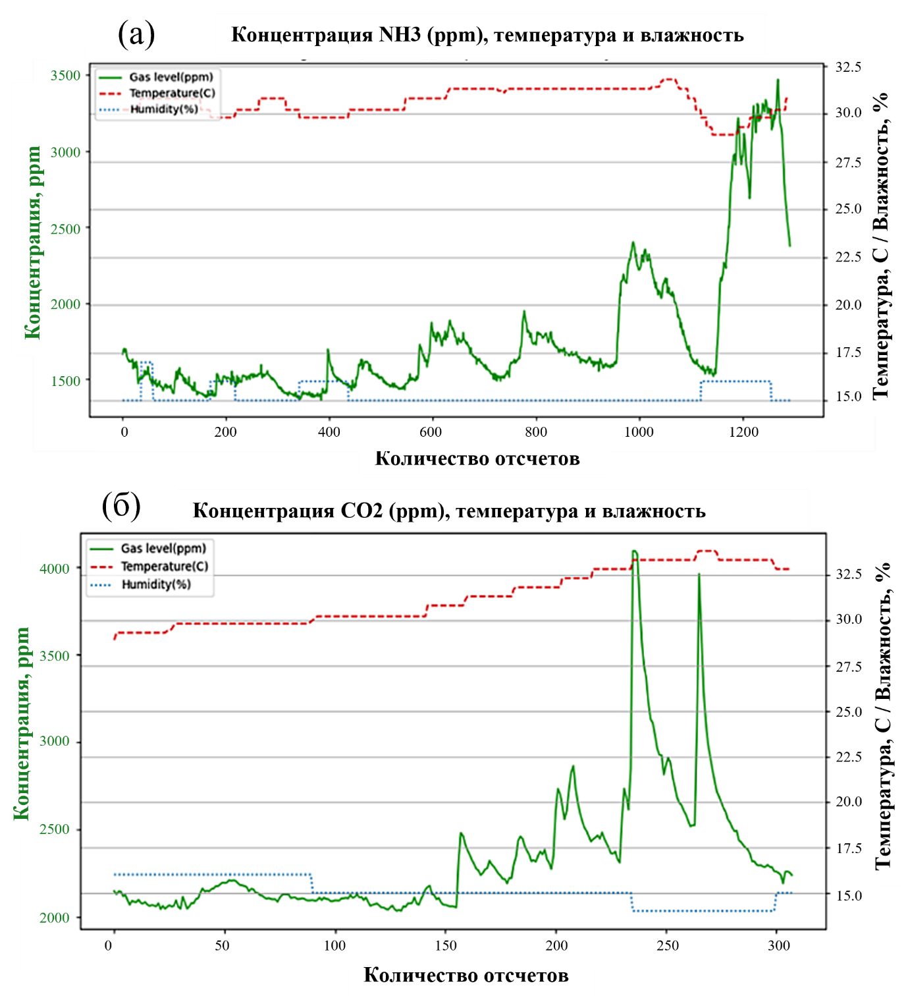 (а)
Концентрация NH3 (ppm), температура и влажность
Gas level(ppm)
Temperature(C)
Humidity(%)
3500
3000
2500
2000
1500
Концентрация, ppm
32.5
30.0
27.5
25.0
22.5
20.0
17.5
15.0
Температура, С / Влажность, %
0 200 400 600 800 1000 1200
Количество отсчетов
(б)
Концентрация CO2 (ppm), температура и влажность
Gas level(ppm)
Temperature(C)
Humidity(%)
4000
3500
3000
2500
2000
Концентрация, ppm
32.5
30.0
27.5
25.0
22.5
20.0
17.5
15.0
Температура, С / Влажность, %
0 50 100 150 200 250 300
Количество отсчетов